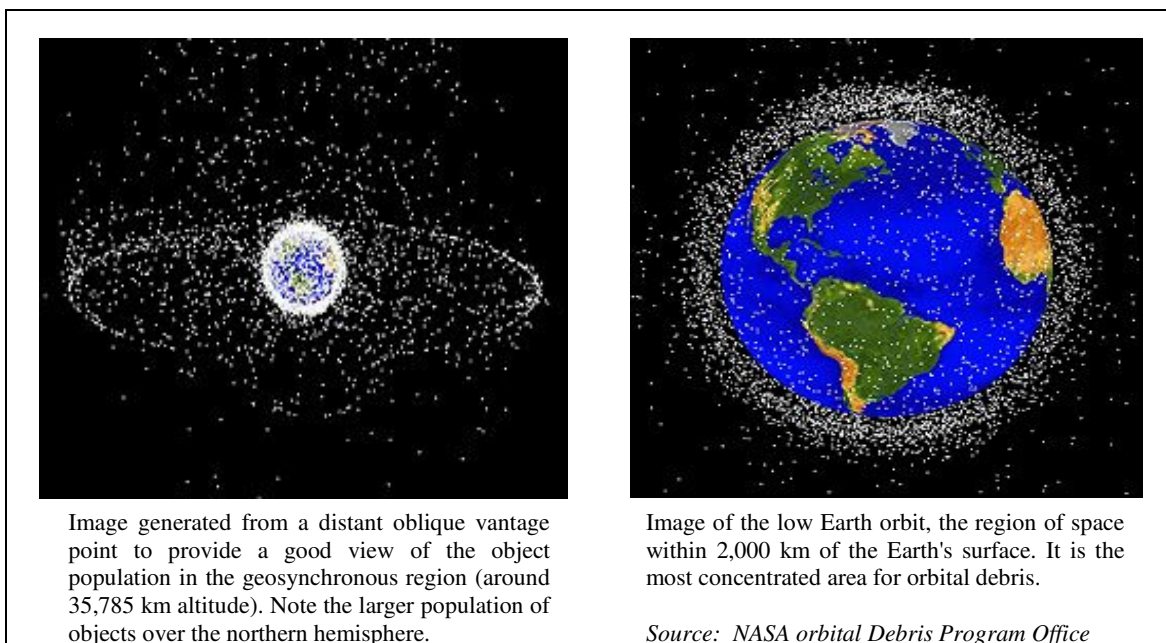 Image generated from a distant oblique vantage
point to provide a good view of the object
population in the geosynchronous region (around
35,785 km altitude). Note the larger population of
objects over the northern hemisphere.
Image of the low Earth orbit, the region of space
within 2,000 km of the Earth's surface. It is the
most concentrated area for orbital debris.
Source: NASA orbital Debris Program Office